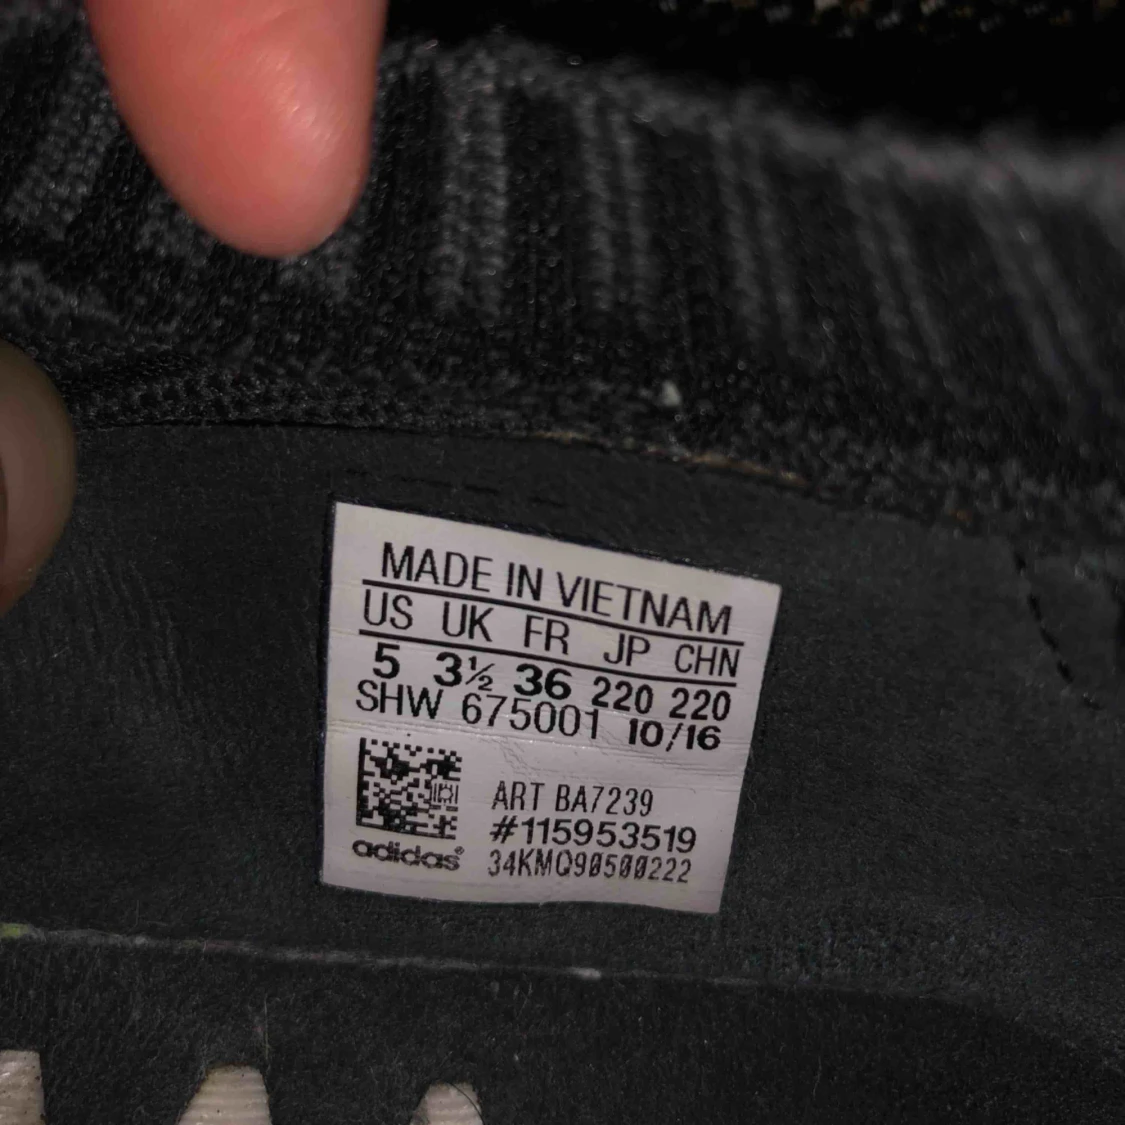 MADE IN VIETNAM
US UK FR JP CHN
5 3½ 36 220 220
SHW 675001 10/16
ART BA7239
#115953519
adidas®
34KMQ90500222